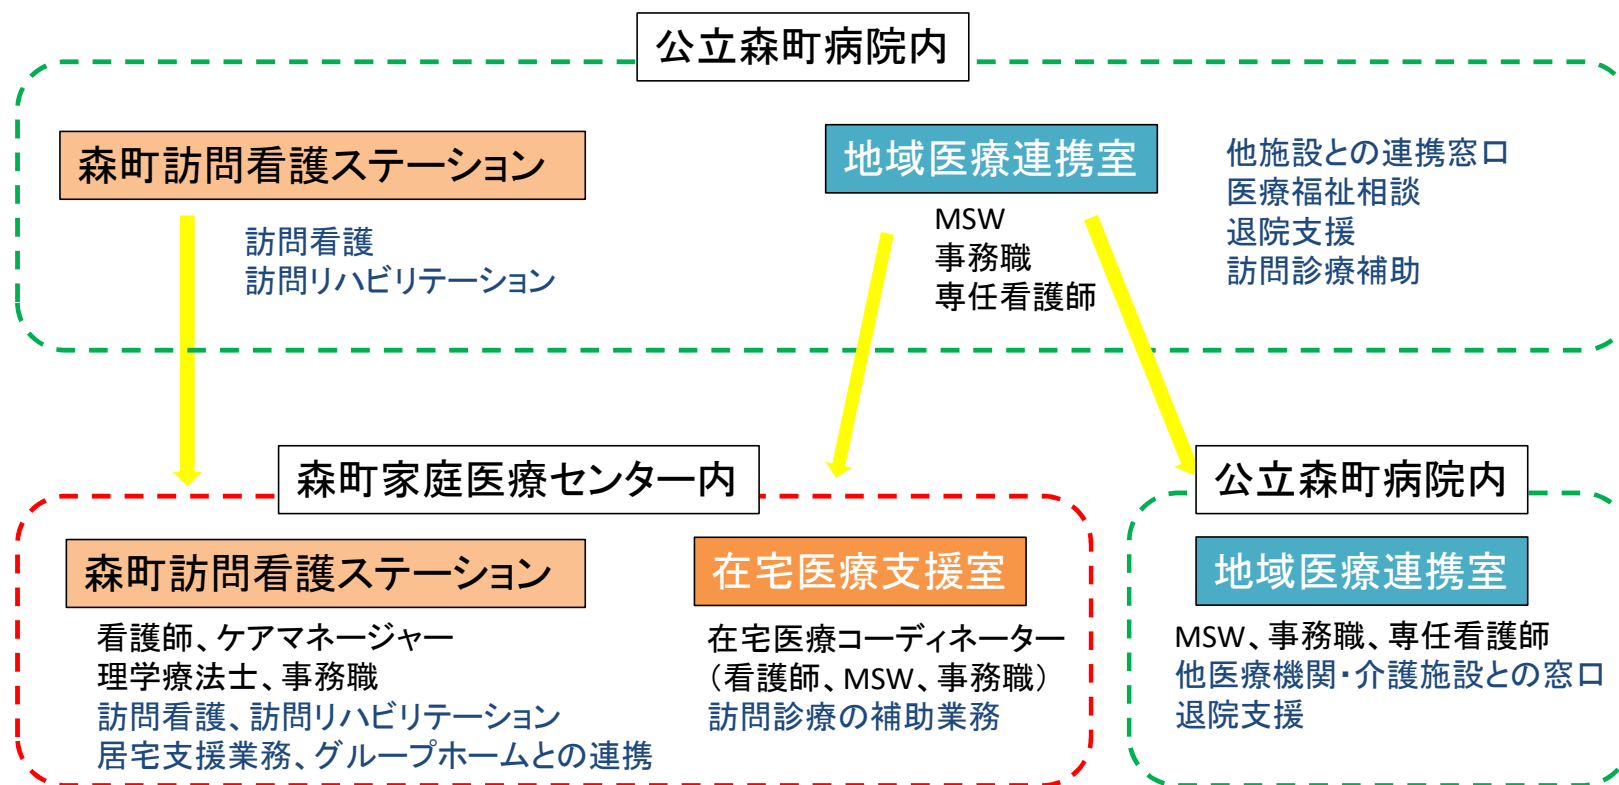 公立森町病院内
森町訪問看護ステーション
訪問看護
訪問リハビリテーション
地域医療連携室
MSW
事務職
専任看護師
他施設との連携窓口
医療福祉相談
退院支援
訪問診療補助
森町家庭医療センター内
森町訪問看護ステーション
看護師、ケアマネージャー
理学療法士、事務職
訪問看護、訪問リハビリテーション
居宅支援業務、グループホームとの連携
在宅医療支援室
在宅医療コーディネーター
（看護師、MSW、事務職）
訪問診療の補助業務
公立森町病院内
地域医療連携室
MSW、事務職、専任看護師
他医療機関・介護施設との窓口
退院支援